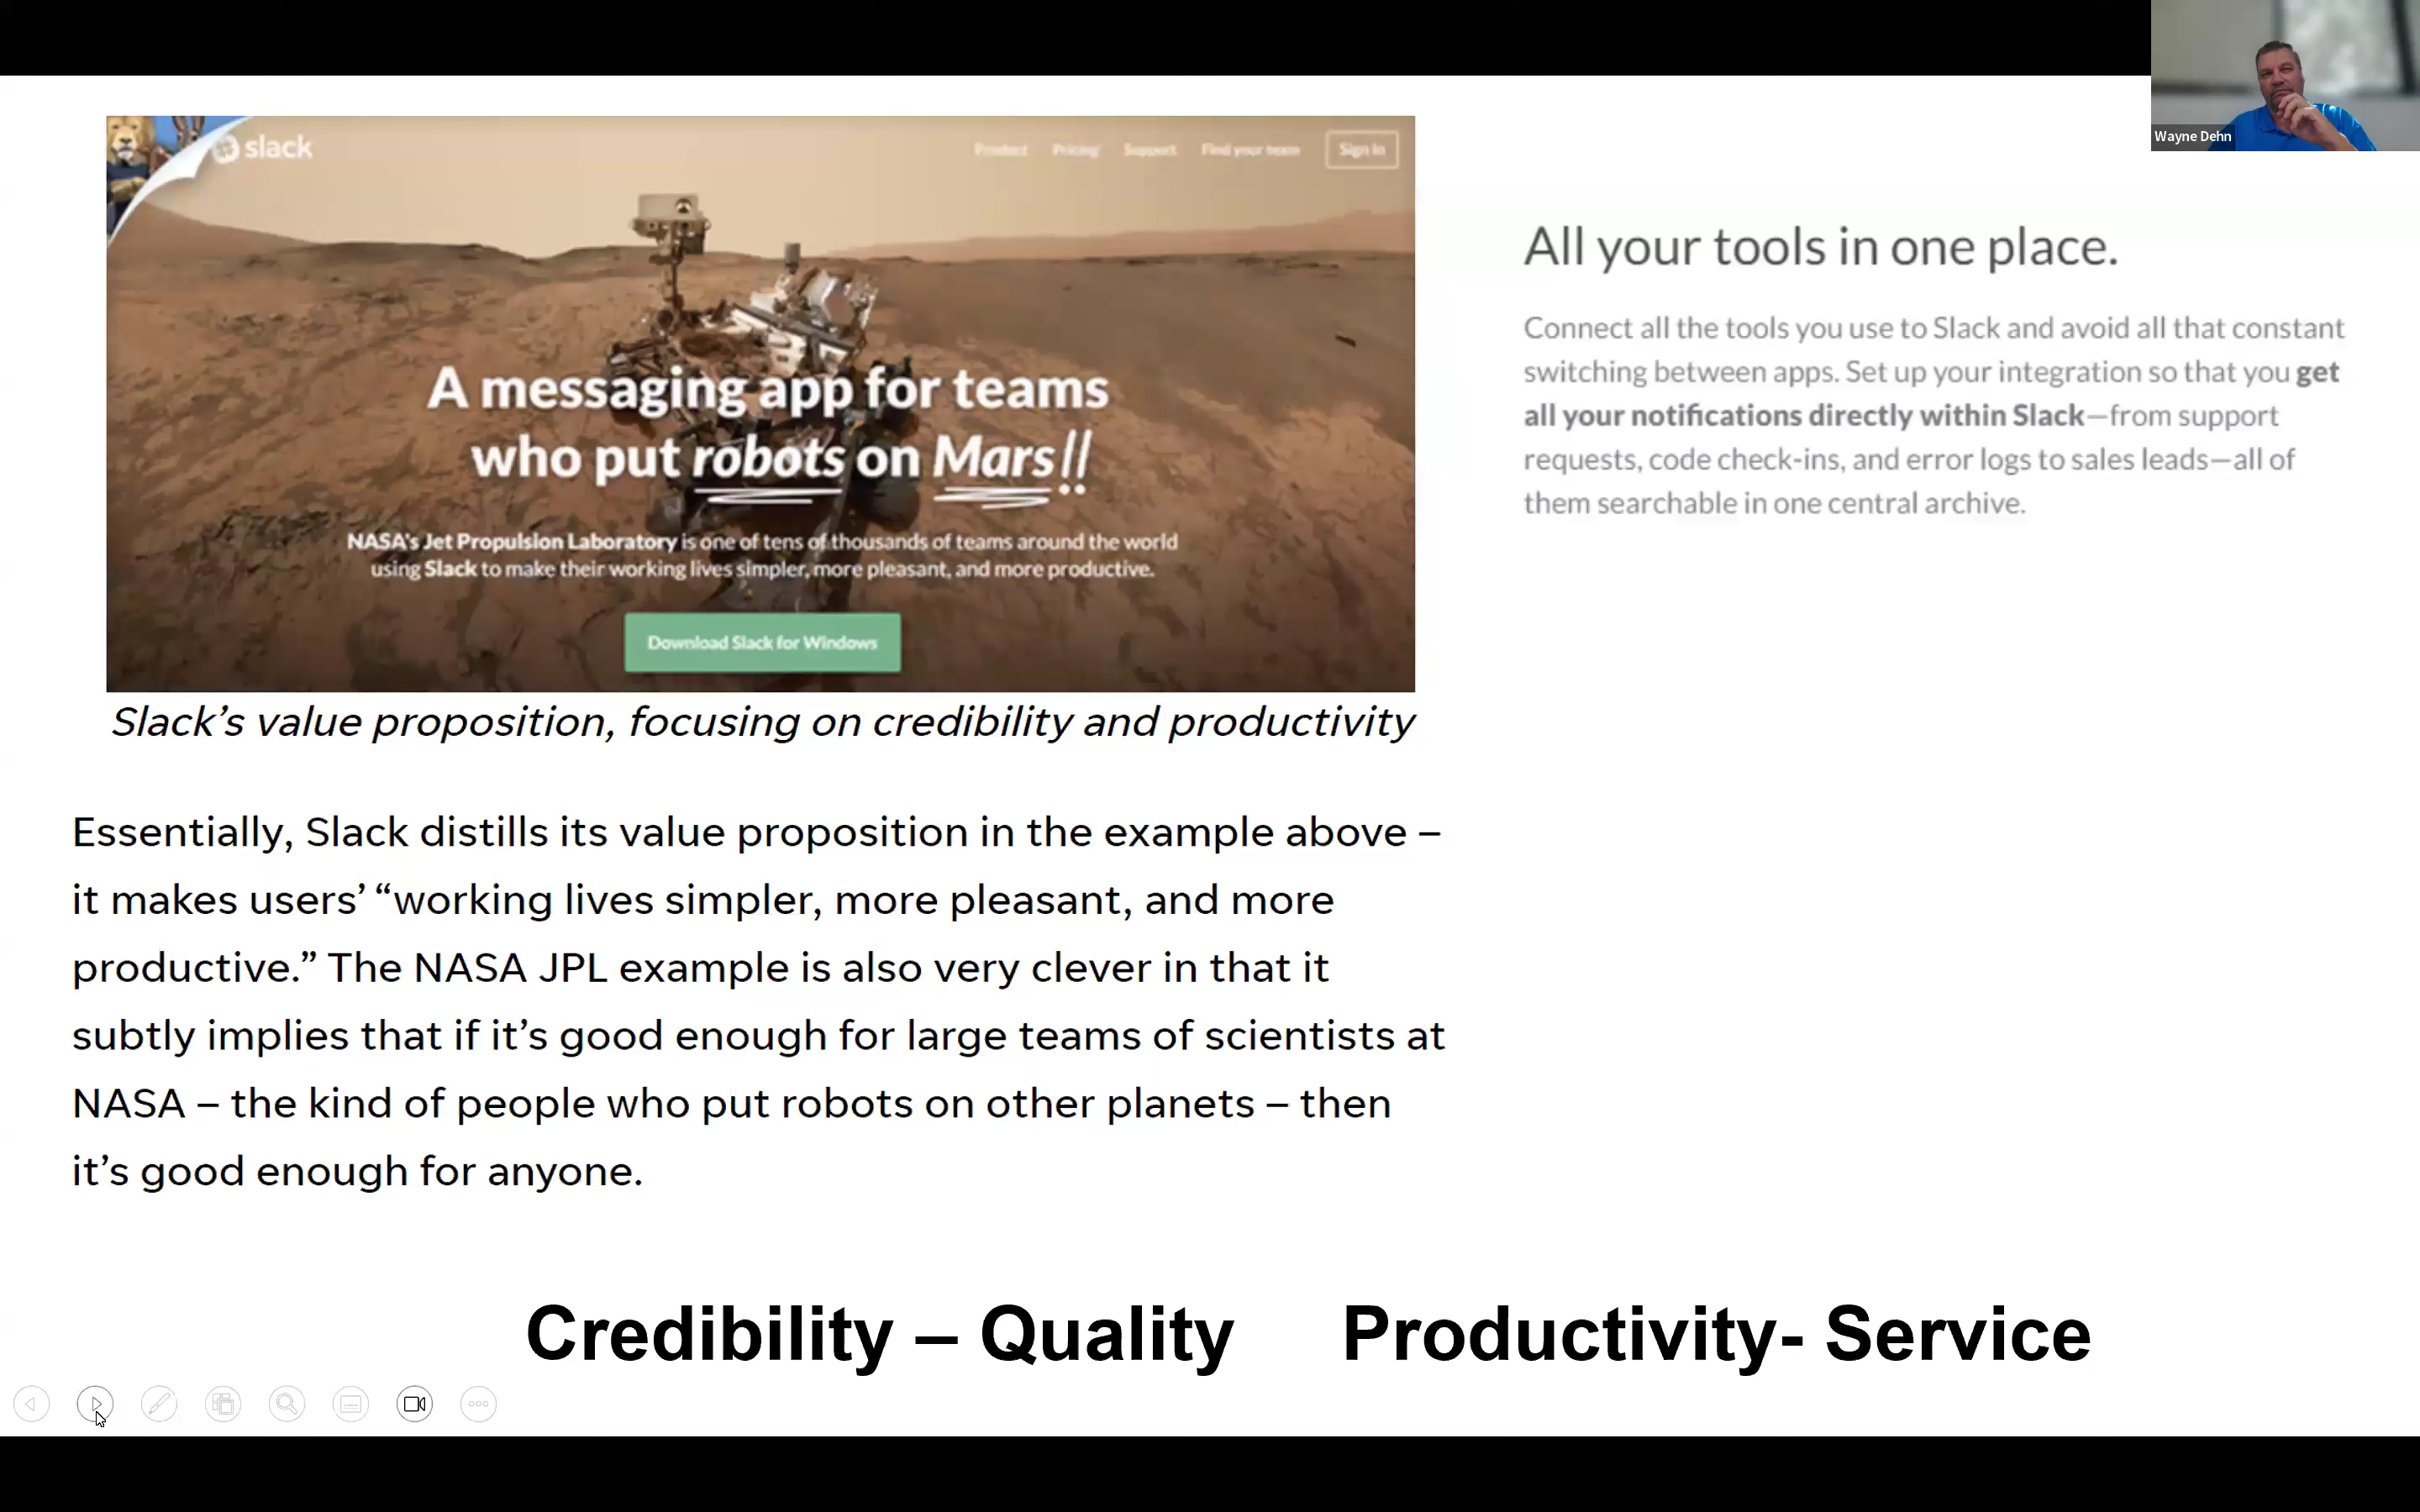 Wayne Dehn
slack
Product Pricing Support Find your team Sign in
A messaging app for teams
who put robots on Mars!!
NASA's Jet Propulsion Laboratory is one of tens of thousands of teams around the world
using Slack to make their working lives simpler, more pleasant, and more productive.
Download Slack for Windows
Slack’s value proposition, focusing on credibility and productivity
All your tools in one place.
Connect all the tools you use to Slack and avoid all that constant
switching between apps. Set up your integration so that you get
all your notifications directly within Slack—from support
requests, code check-ins, and error logs to sales leads—all of
them searchable in one central archive.
Essentially, Slack distills its value proposition in the example above –
it makes users’ “working lives simpler, more pleasant, and more
productive.” The NASA JPL example is also very clever in that it
subtly implies that if it’s good enough for large teams of scientists at
NASA – the kind of people who put robots on other planets – then
it’s good enough for anyone.
Credibility – Quality Productivity- Service